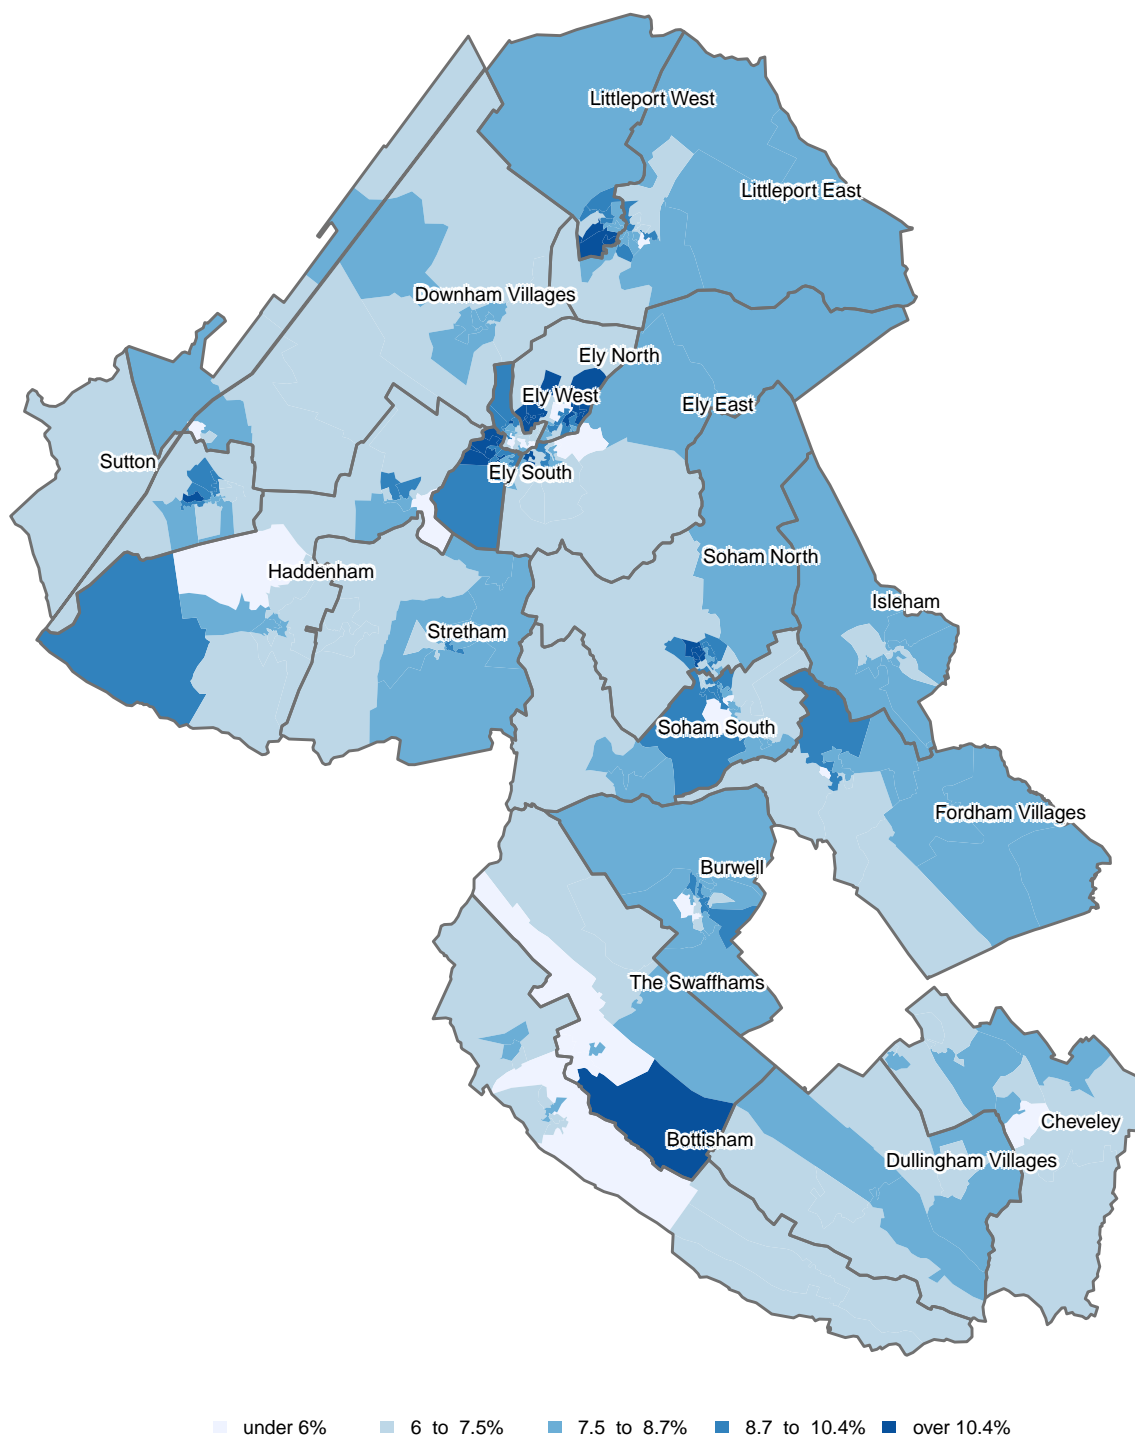 Littleport West
Littleport East
Downham Villages
Ely North
Ely West
Ely East
Sutton
Ely South
Soham North
Haddenham
Isleham
Stretham
Soham South
Fordham Villages
Burwell
The Swaffhams
Cheveley
Bottisham
Dullingham Villages
under 6% 6 to 7.5% 7.5 to 8.7% 8.7 to 10.4% over 10.4%